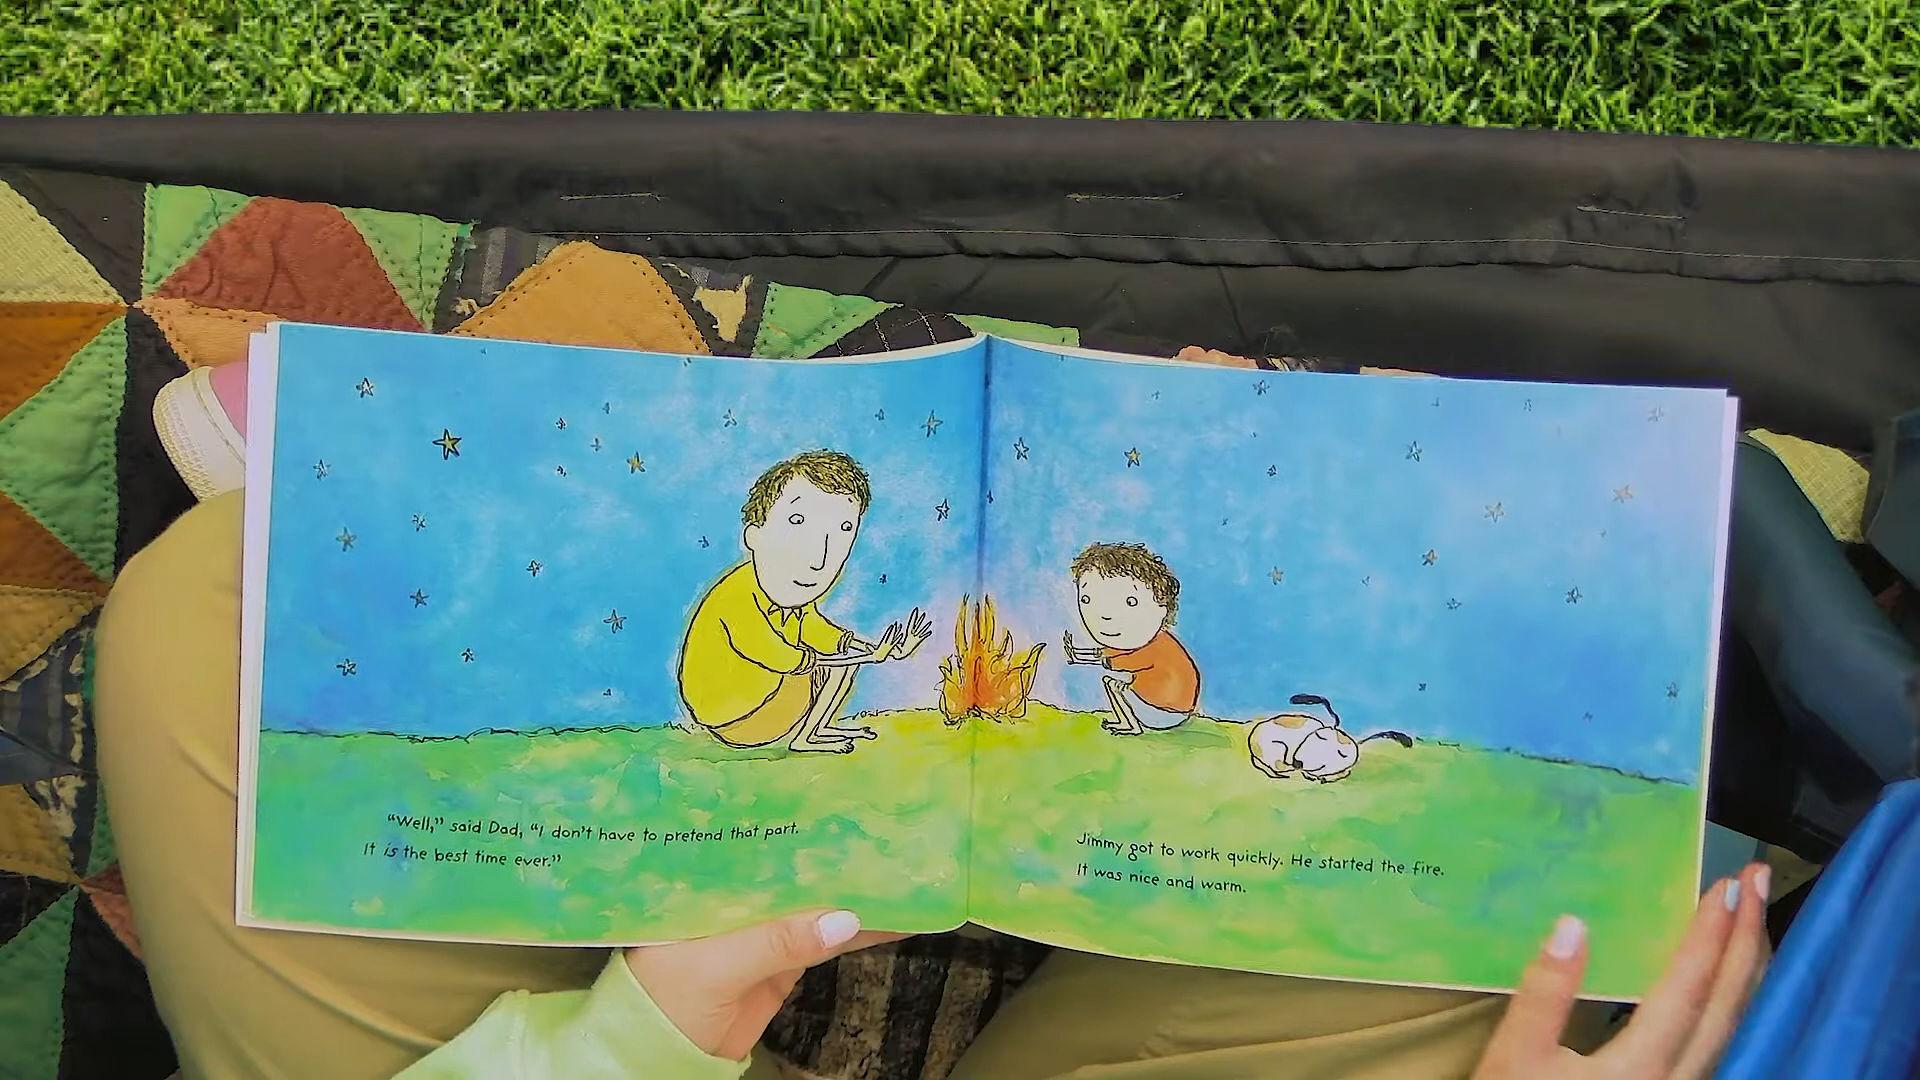 “Well,” said Dad, “I don’t have to pretend that part.
It is the best time ever.”
Jimmy got to work quickly. He started the fire.
It was nice and warm.